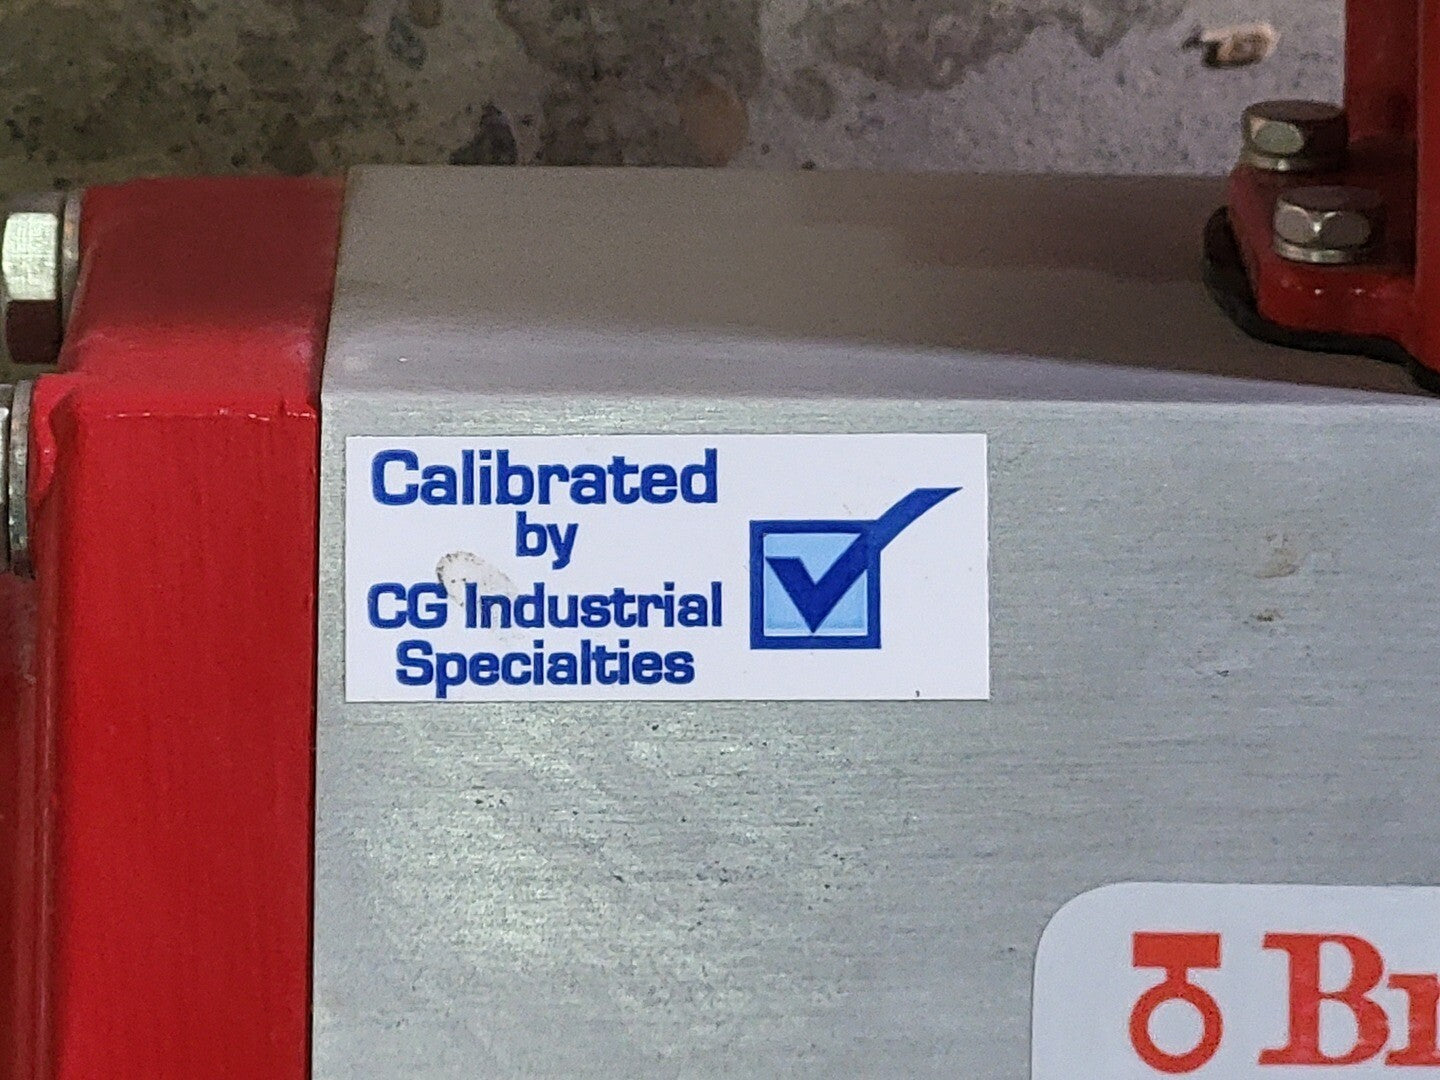 Calibrated
by
CG Industrial
Specialties